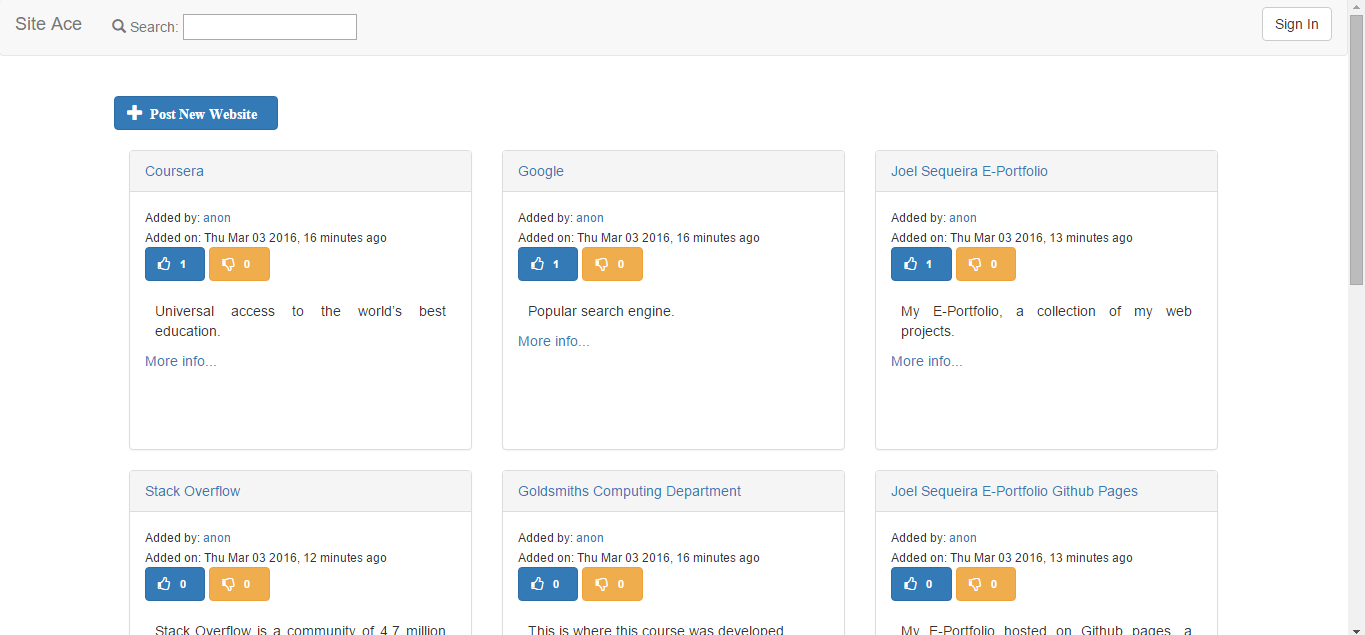 Site Ace
Search:
Sign In
Post New Website
Coursera
Added by: anon
Added on: Thu Mar 03 2016, 16 minutes ago
1 0
Universal access to the world's best
education.
More info...
Google
Added by: anon
Added on: Thu Mar 03 2016, 16 minutes ago
1 0
Popular search engine.
More info...
Joel Sequeira E-Portfolio
Added by: anon
Added on: Thu Mar 03 2016, 13 minutes ago
1 0
My E-Portfolio, a collection of my web
projects.
More info...
Stack Overflow
Added by: anon
Added on: Thu Mar 03 2016, 12 minutes ago
0 0
Stack Overflow is a community of 4.7 million
Goldsmiths Computing Department
Added by: anon
Added on: Thu Mar 03 2016, 16 minutes ago
0 0
This is where this course was developed
Joel Sequeira E-Portfolio Github Pages
Added by: anon
Added on: Thu Mar 03 2016, 13 minutes ago
0 0
My E-Portfolio hosted on Github pages, a